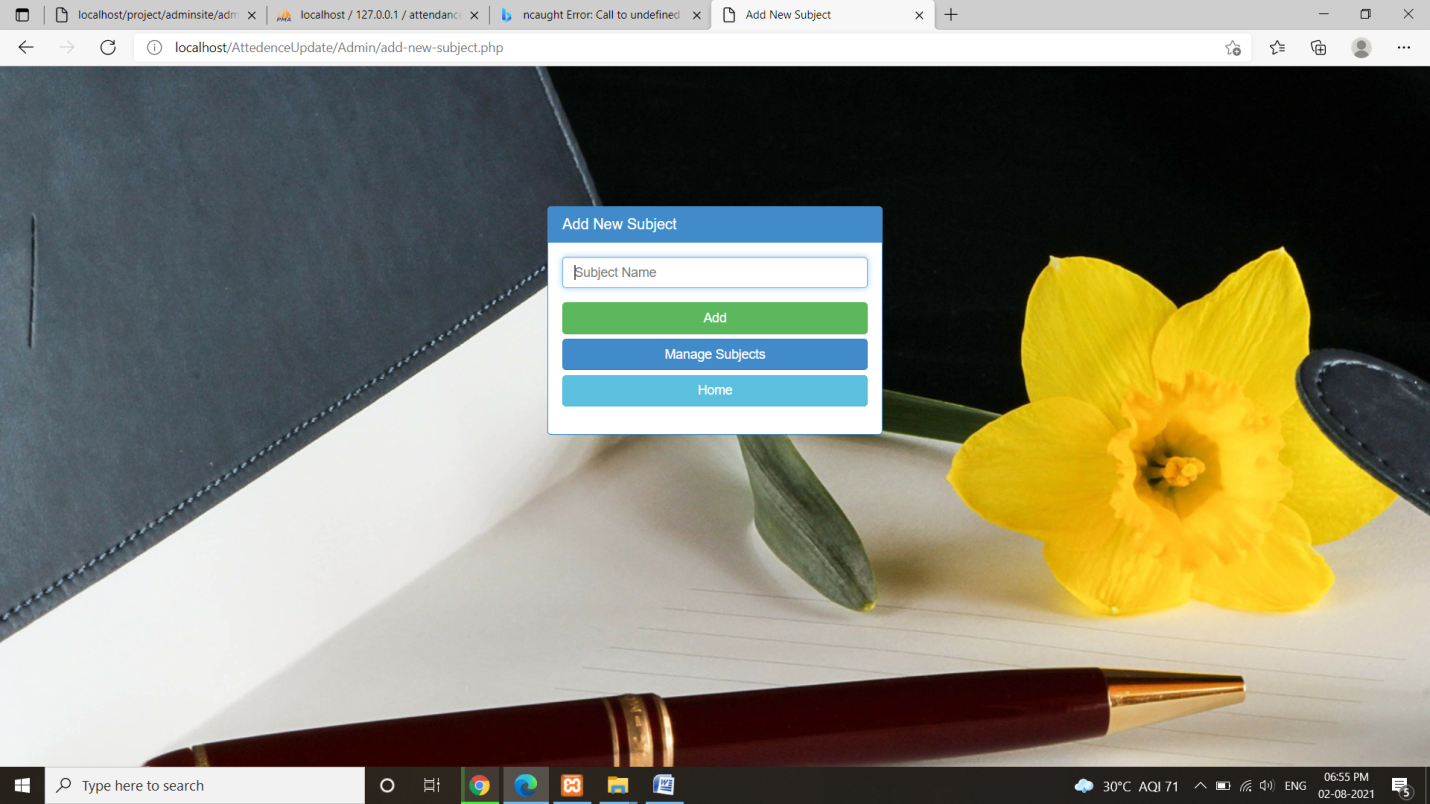 localhost/project/adminsite/adm
localhost / 127.0.0.1 / attendanc
ncaught Error: Call to undefined
Add New Subject
localhost/AttedenceUpdate/Admin/add-new-subject.php
Add New Subject
Subject Name
Add
Manage Subjects
Home
Type here to search
30°C AQI 71
ENG
06:55 PM
02-08-2021
5